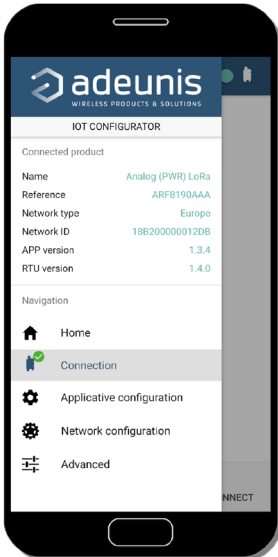 adeunis
WIRELESS PRODUCTS & SOLUTIONS
IOT CONFIGURATOR
Connected product
Name Analog (PWR) LoRa
Reference ARF8190AAA
Network type Europe
Network ID 18B200000012DB
APP version 1.3.4
RTU version 1.4.0
Navigation
Home
Connection
Applicative configuration
Network configuration
Advanced
NNECT